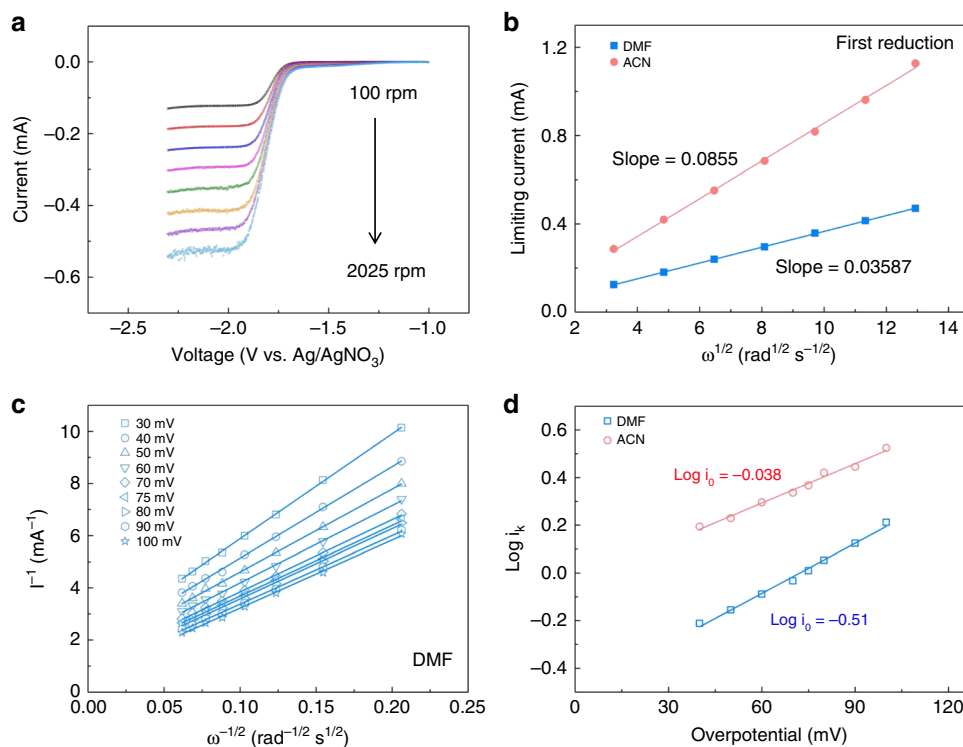 a
0.0
−0.2
−0.4
−0.6
Current (mA)
100 rpm
2025 rpm
−2.5
−2.0
−1.5
−1.0
Voltage (V vs. Ag/AgNO3)
b
1.2
0.8
0.4
0.0
Limiting current (mA)
DMF
ACN
First reduction
Slope = 0.0855
Slope = 0.03587
2
4
6
8
10
12
14
ω1/2 (rad1/2 s−1/2)
c
10
8
6
4
2
0
I−1 (mA−1)
30 mV
40 mV
50 mV
60 mV
70 mV
75 mV
80 mV
90 mV
100 mV
DMF
0.00
0.05
0.10
0.15
0.20
0.25
ω−1/2 (rad−1/2 s1/2)
d
0.6
0.4
0.2
0.0
−0.2
−0.4
Log ik
DMF
ACN
Log i0 = −0.038
Log i0 = −0.51
0
30
60
90
120
Overpotential (mV)